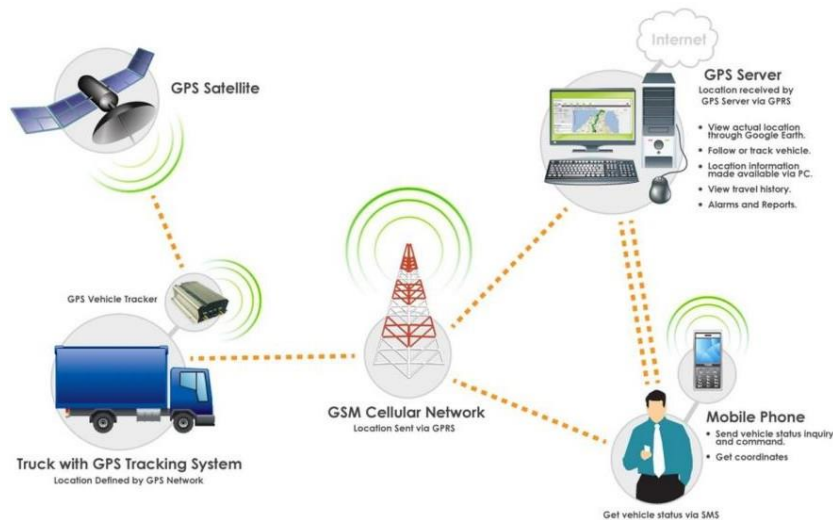 Internet
GPS Satellite
GPS Server
Location received by
GPS Server via GPRS
• View actual location
through Google Earth.
• Follow or track vehicle.
• Location information
made available via PC.
• View travel history.
• Alarms and Reports.
GPS Vehicle Tracker
GSM Cellular Network
Location Sent via GPRS
Truck with GPS Tracking System
Location Defined by GPS Network
Mobile Phone
• Send vehicle status inquiry
and command.
• Get coordinates
Get vehicle status via SMS